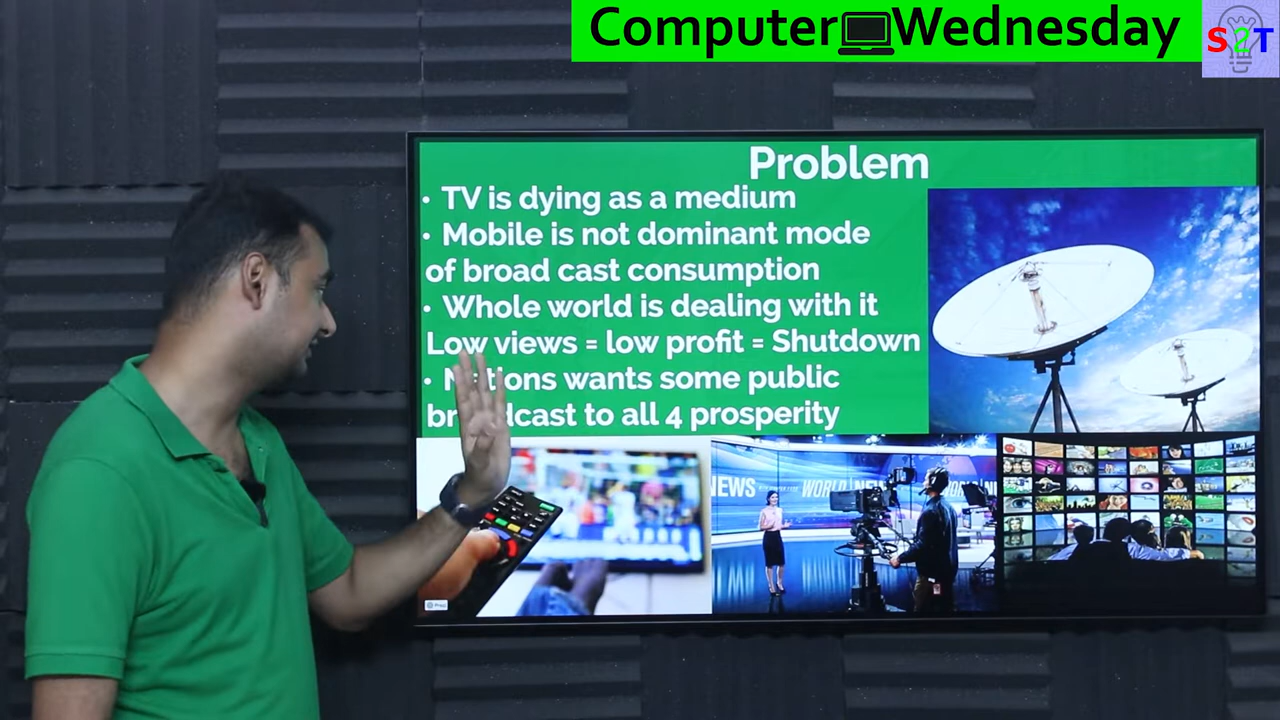 Computer Wednesday
S2T
Problem
• TV is dying as a medium
• Mobile is not dominant mode
of broad cast consumption
• Whole world is dealing with it
Low views = low profit = Shutdown
• Nations wants some public
broadcast to all 4 prosperity
NEWS WORLD NEWS